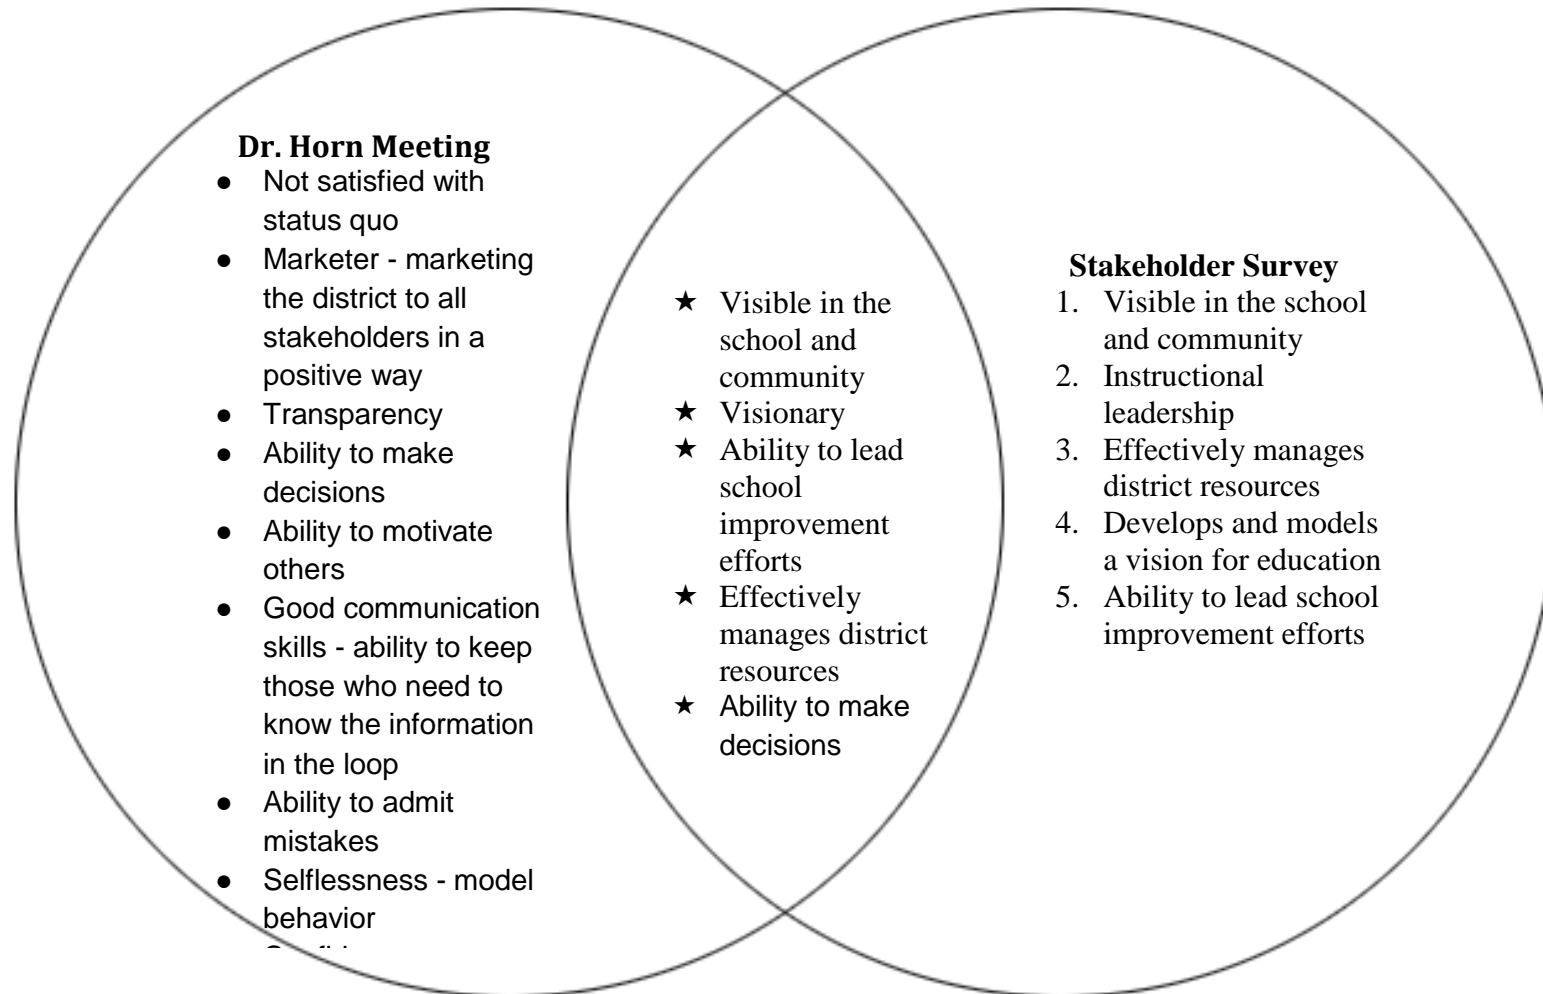 Dr. Horn Meeting
● Not satisfied with
status quo
● Marketer - marketing
the district to all
stakeholders in a
positive way
● Transparency
● Ability to make
decisions
● Ability to motivate
others
● Good communication
skills - ability to keep
those who need to
know the information
in the loop
● Ability to admit
mistakes
● Selflessness - model
behavior
★ Visible in the
school and
community
★ Visionary
★ Ability to lead
school
improvement
efforts
★ Effectively
manages district
resources
★ Ability to make
decisions
Stakeholder Survey
1. Visible in the school
and community
2. Instructional
leadership
3. Effectively manages
district resources
4. Develops and models
a vision for education
5. Ability to lead school
improvement efforts